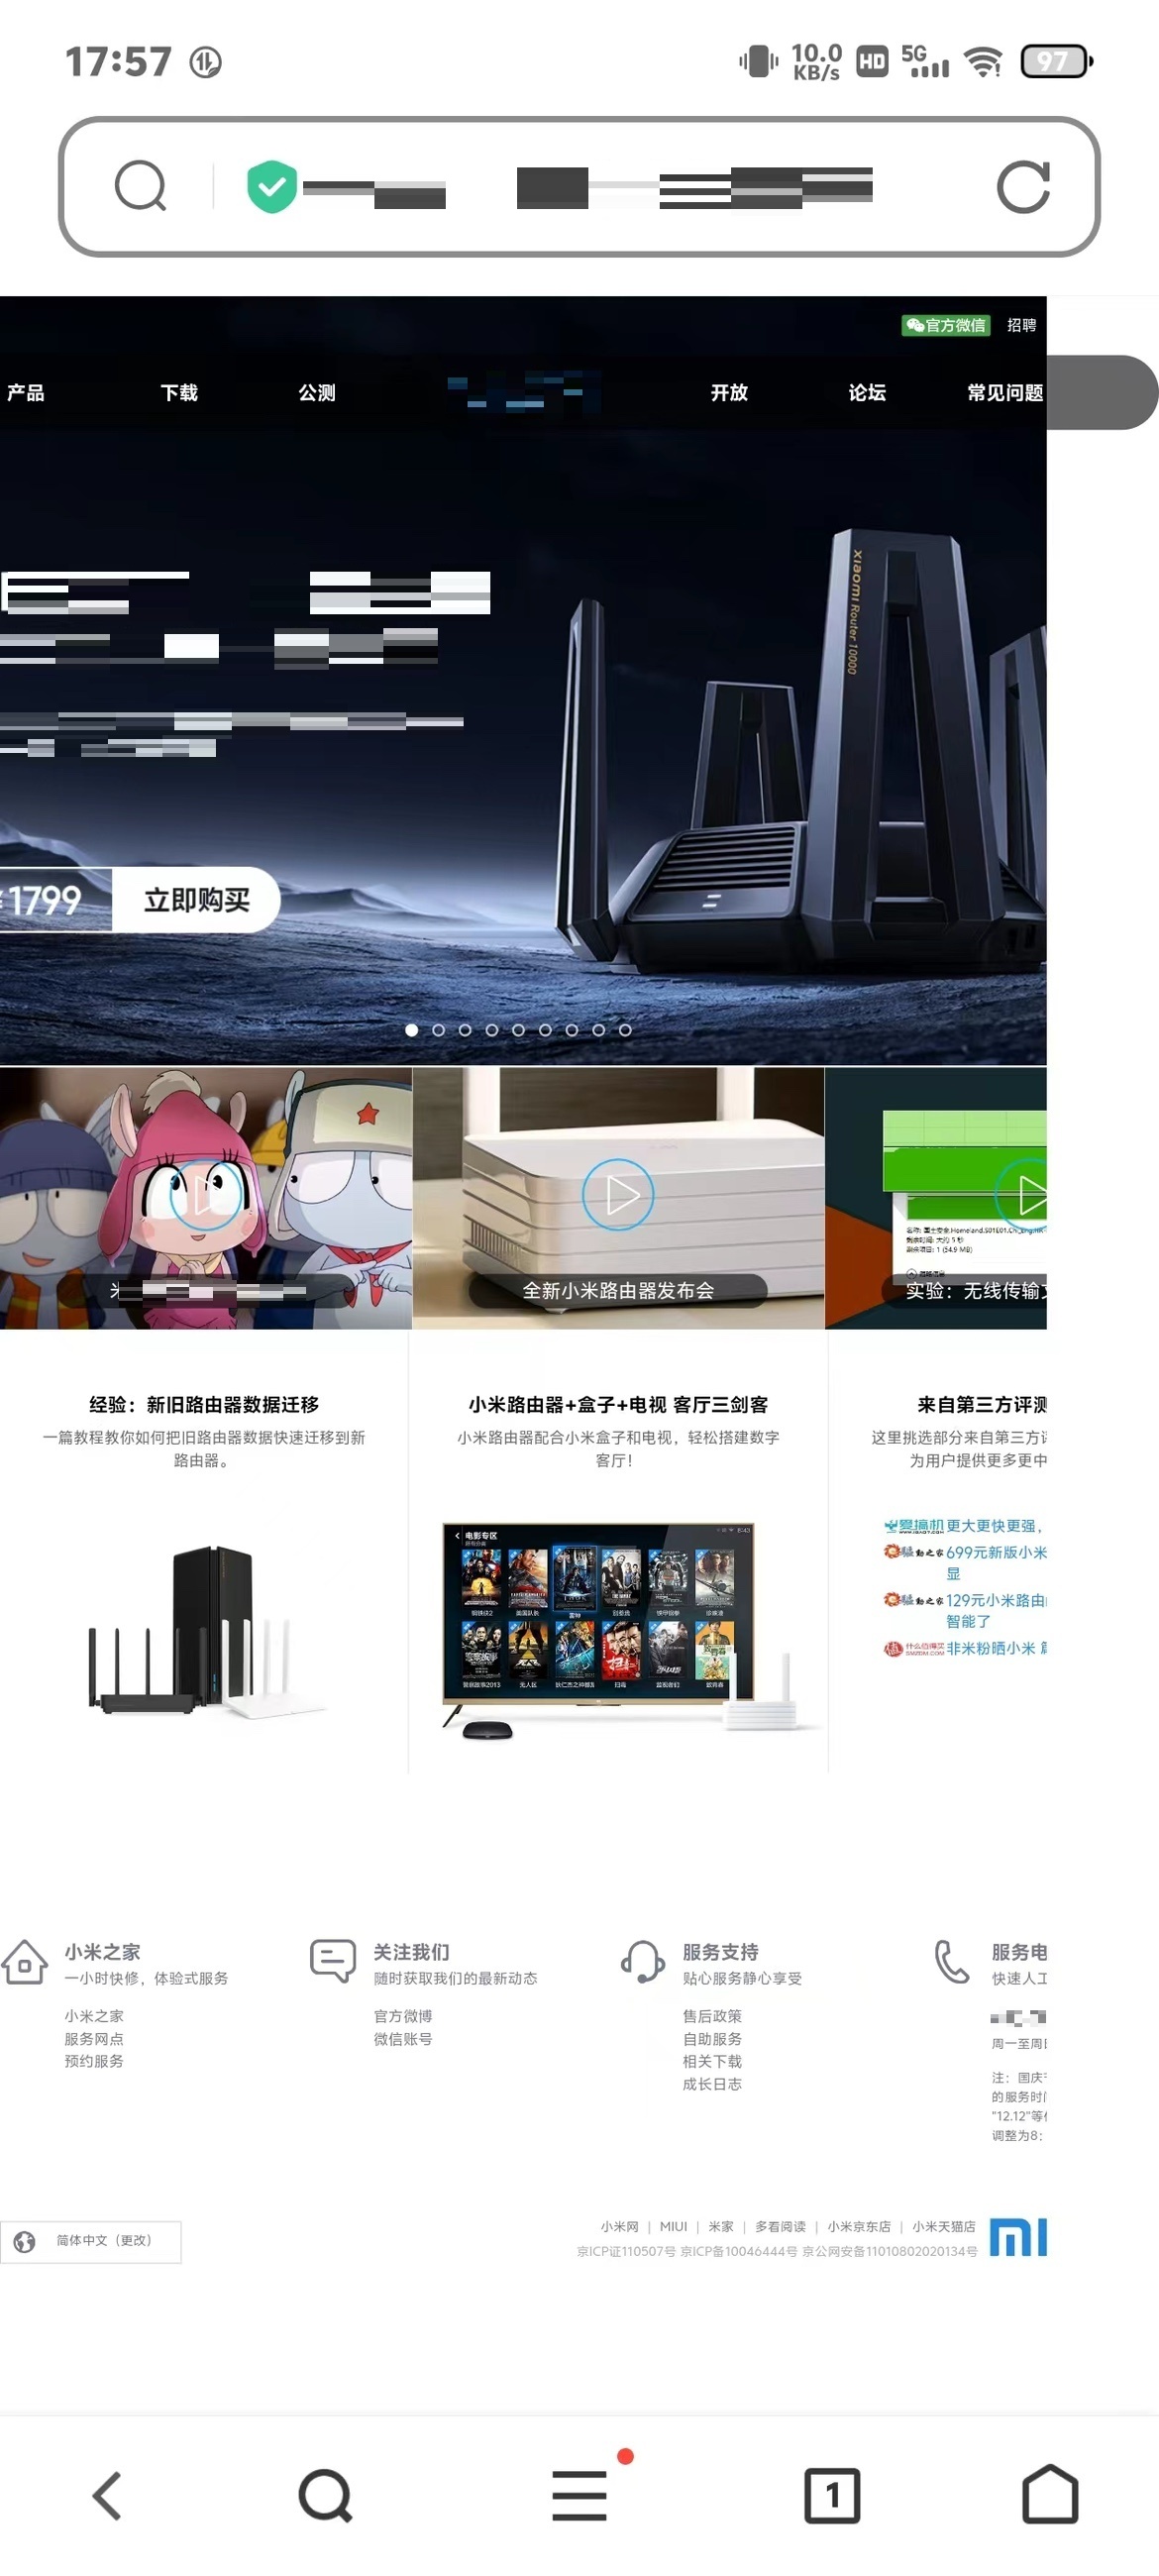 17:57
10.0
KB/s
HD
5G
97
官方微信 招聘
产品 下载 公测 开放 论坛 常见问题
xiaomi Router 10000
1799 立即购买
全新小米路由器发布会
实验：无线传输
经验：新旧路由器数据迁移
一篇教程教你如何把旧路由器数据快速迁移到新
路由器。
小米路由器+盒子+电视 客厅三剑客
小米路由器配合小米盒子和电视，轻松搭建数字
客厅！
来自第三方评测
这里挑选部分来自第三方
为用户提供更多更中
更大更快更强，
699元新版小米
显
129元小米路由
智能了
非米粉晒小米
电影专区
小米之家
一小时快修，体验式服务
小米之家
服务网点
预约服务
关注我们
随时获取我们的最新动态
官方微博
微信账号
服务支持
贴心服务静心享受
售后政策
自助服务
相关下载
成长日志
服务电
快速人工
周一至周
注：国庆
的服务时
"12.12"等
调整为8：
简体中文（更改）
小米网 | MIUI | 米家 | 多看阅读 | 小米京东店 | 小米天猫店
京ICP证110507号 京ICP备10046444号 京公网安备11010802020134号
MI
1